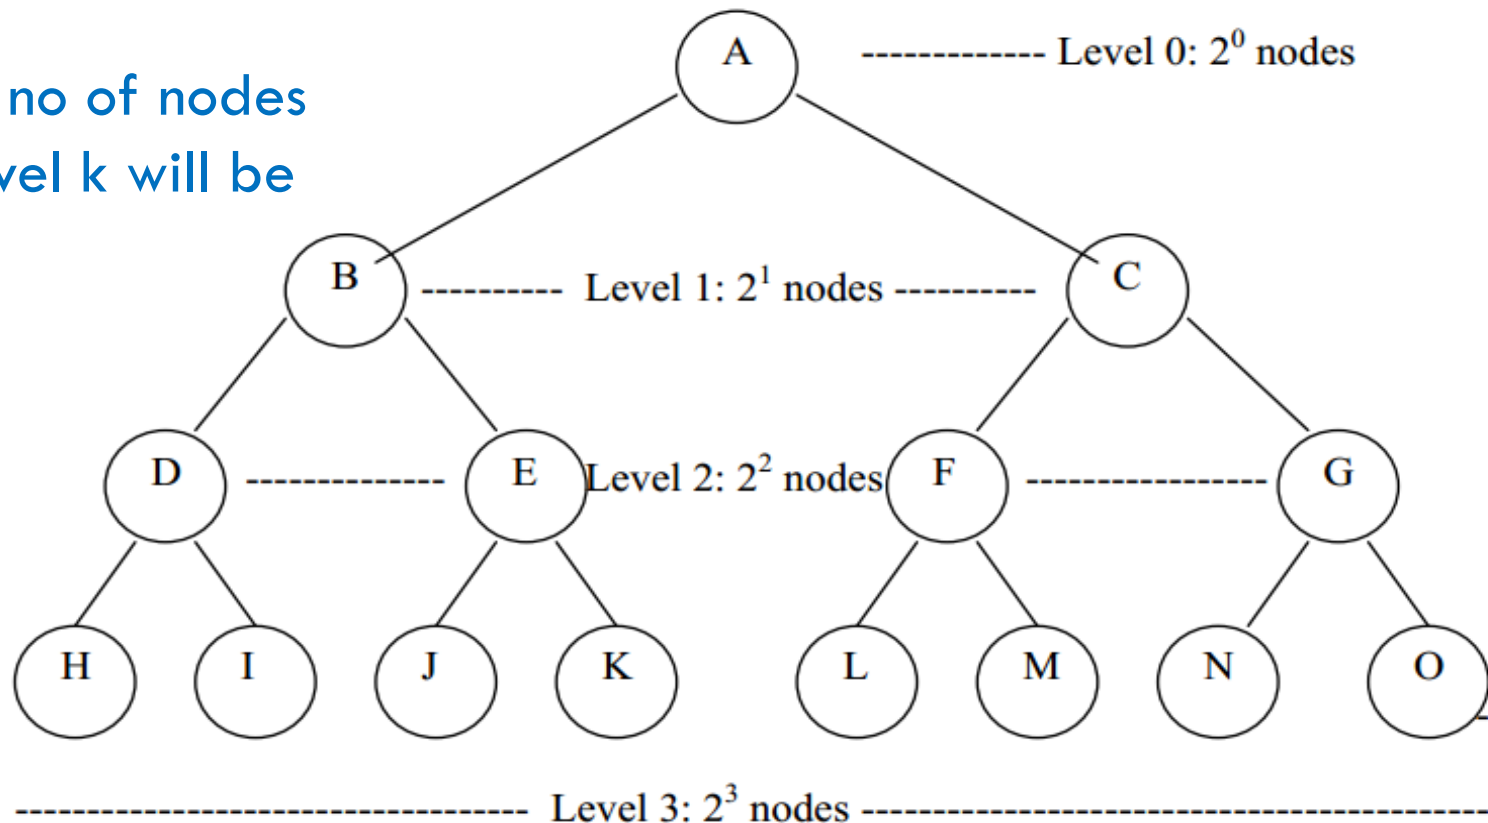 A ------------- Level 0: 2⁰ nodes
no of nodes
vel k will be
B ---------- Level 1: 2¹ nodes ---------- C
D -------------- E Level 2: 2² nodes F ----------------- G
H I J K L M N O
------------------------------------ Level 3: 2³ nodes --------------------------------------------